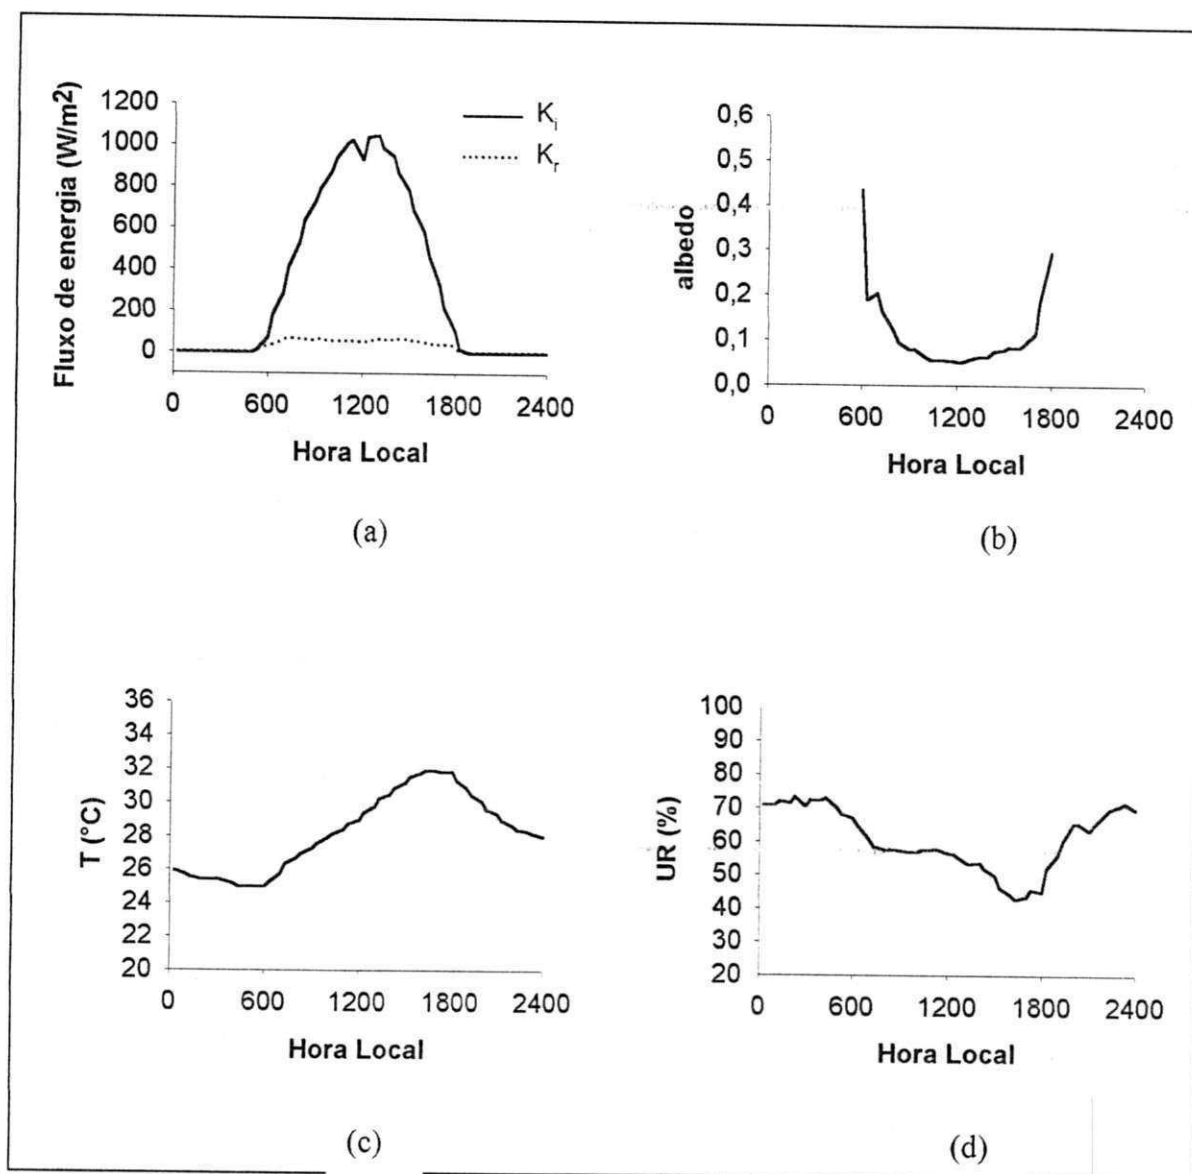 Fluxo de energia (W/m²)
1200
1000
800
600
400
200
0
0 600 1200 1800 2400
Hora Local
K_i
K_r
(a)
albedo
0,6
0,5
0,4
0,3
0,2
0,1
0,0
0 600 1200 1800 2400
Hora Local
(b)
T (°C)
36
34
32
30
28
26
24
22
20
0 600 1200 1800 2400
Hora Local
(c)
UR (%)
100
90
80
70
60
50
40
30
20
0 600 1200 1800 2400
Hora Local
(d)